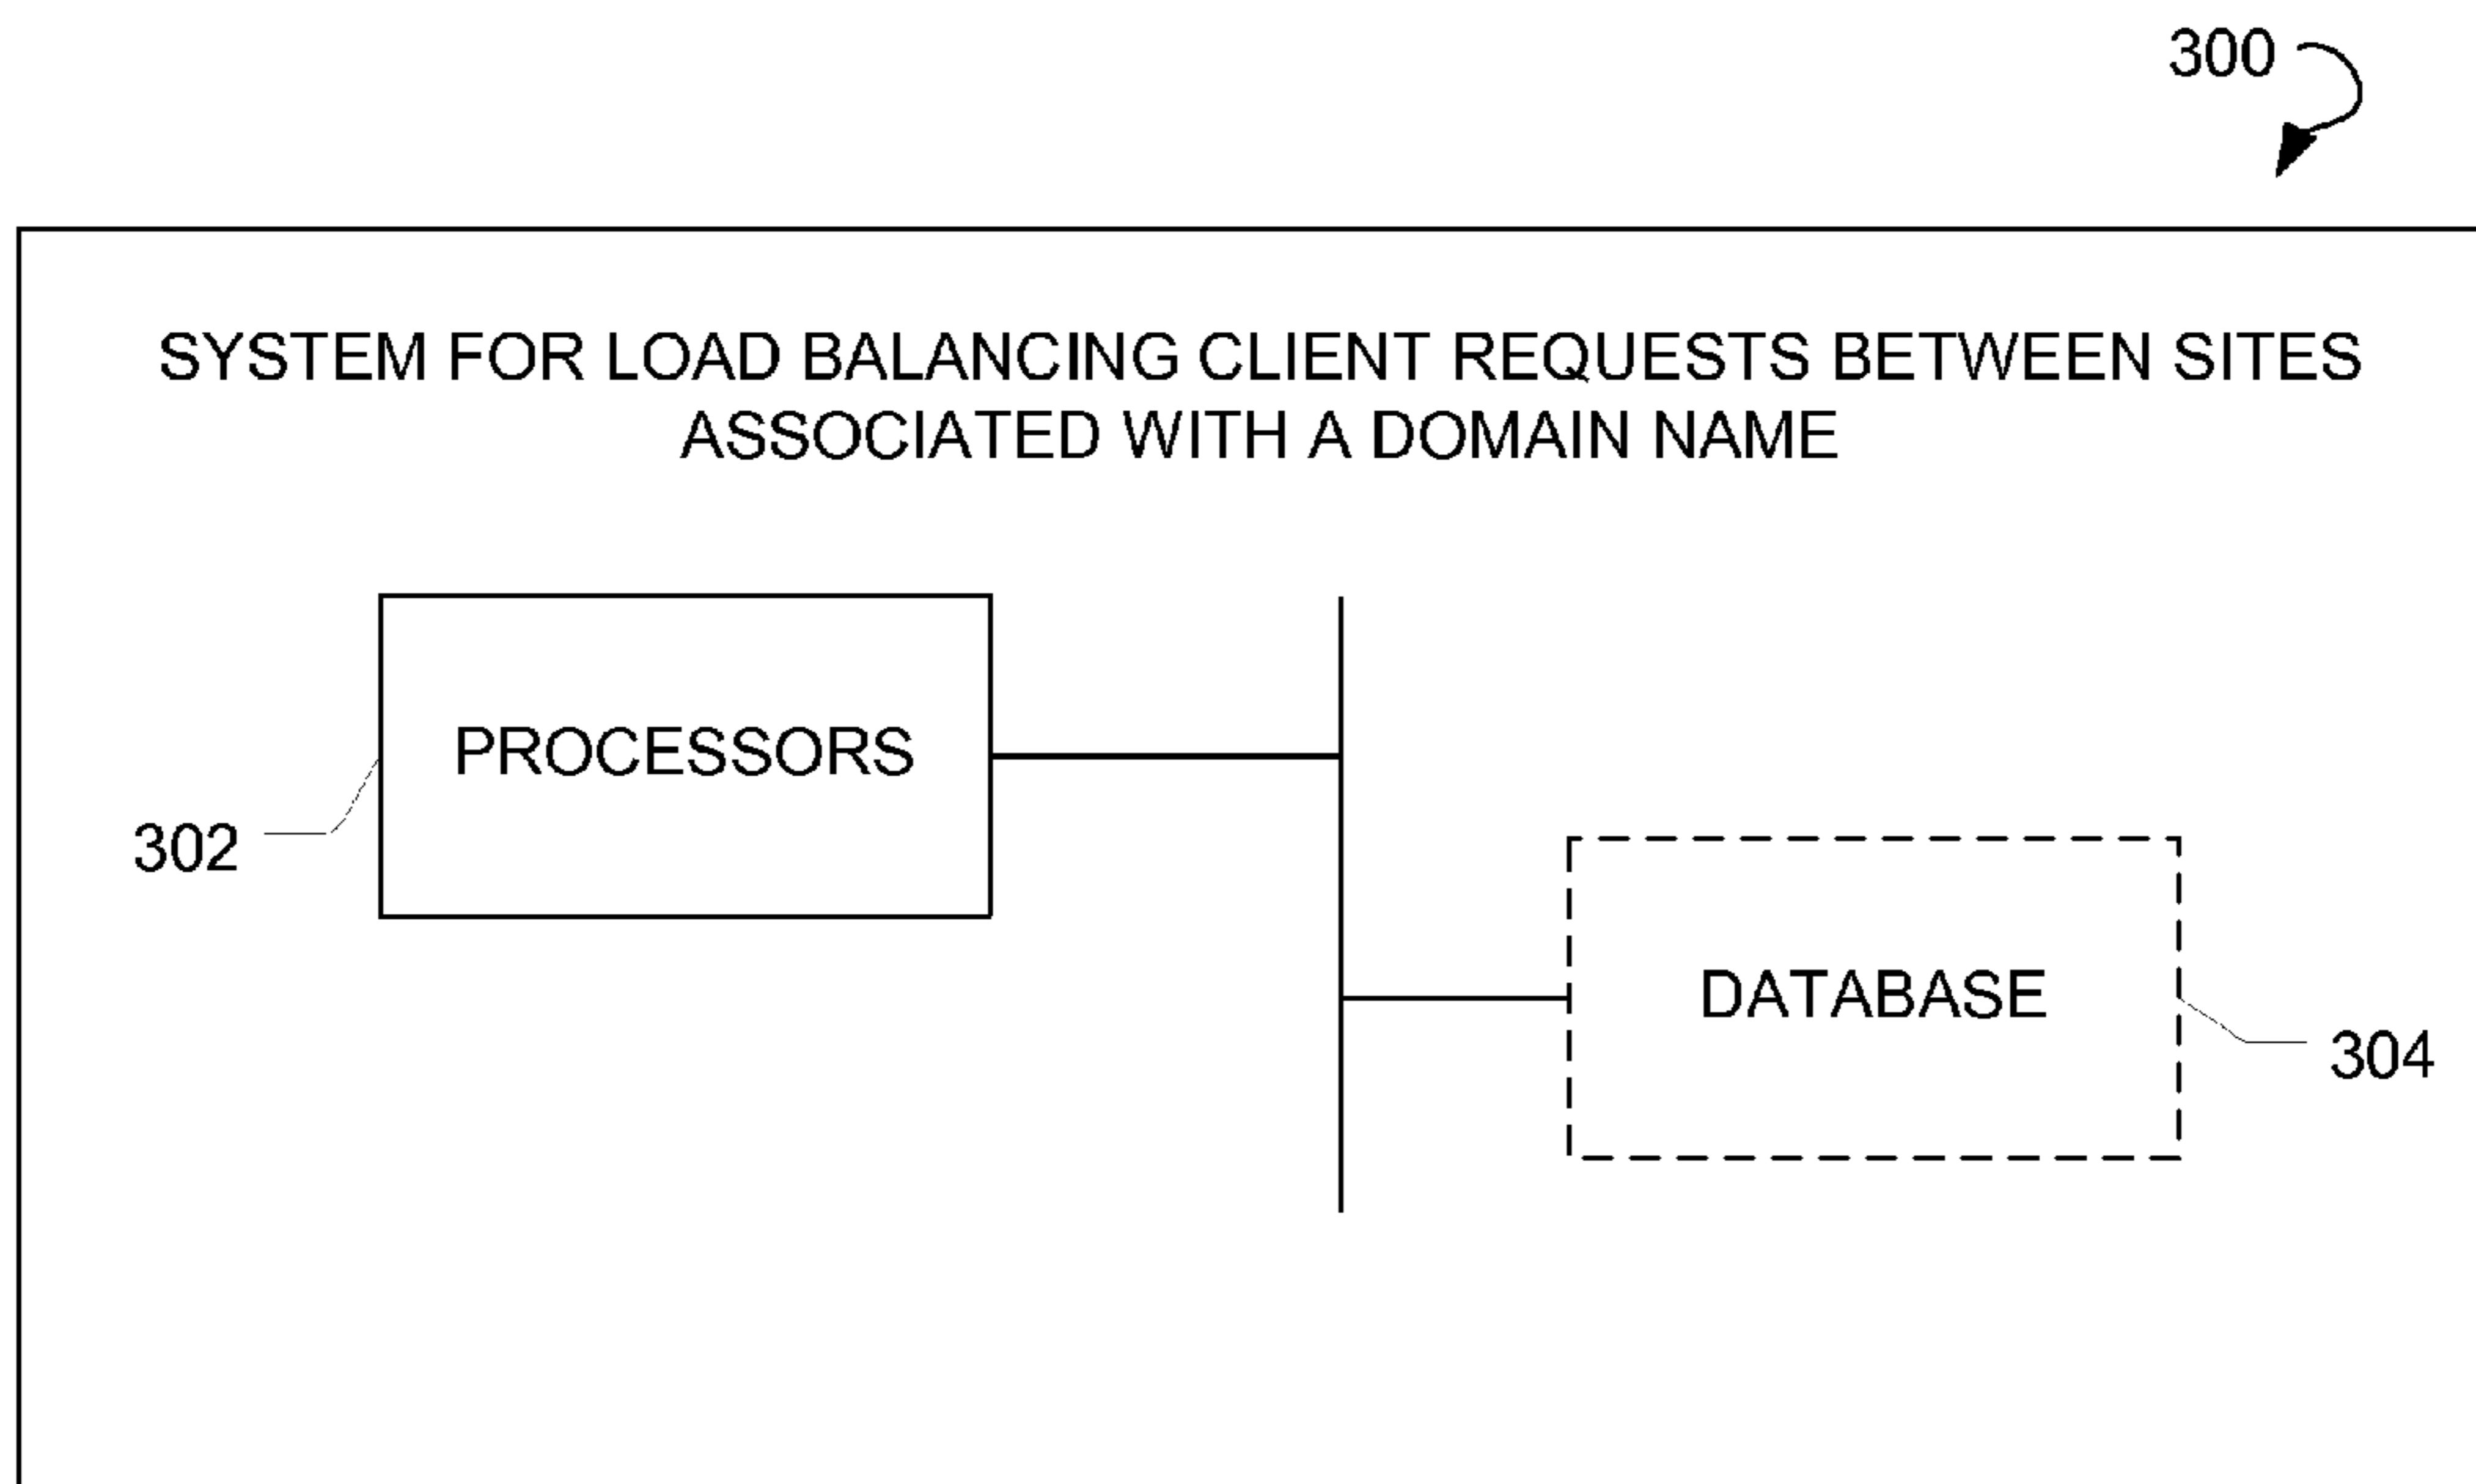 300
SYSTEM FOR LOAD BALANCING CLIENT REQUESTS BETWEEN SITES
ASSOCIATED WITH A DOMAIN NAME
PROCESSORS
302
DATABASE
304